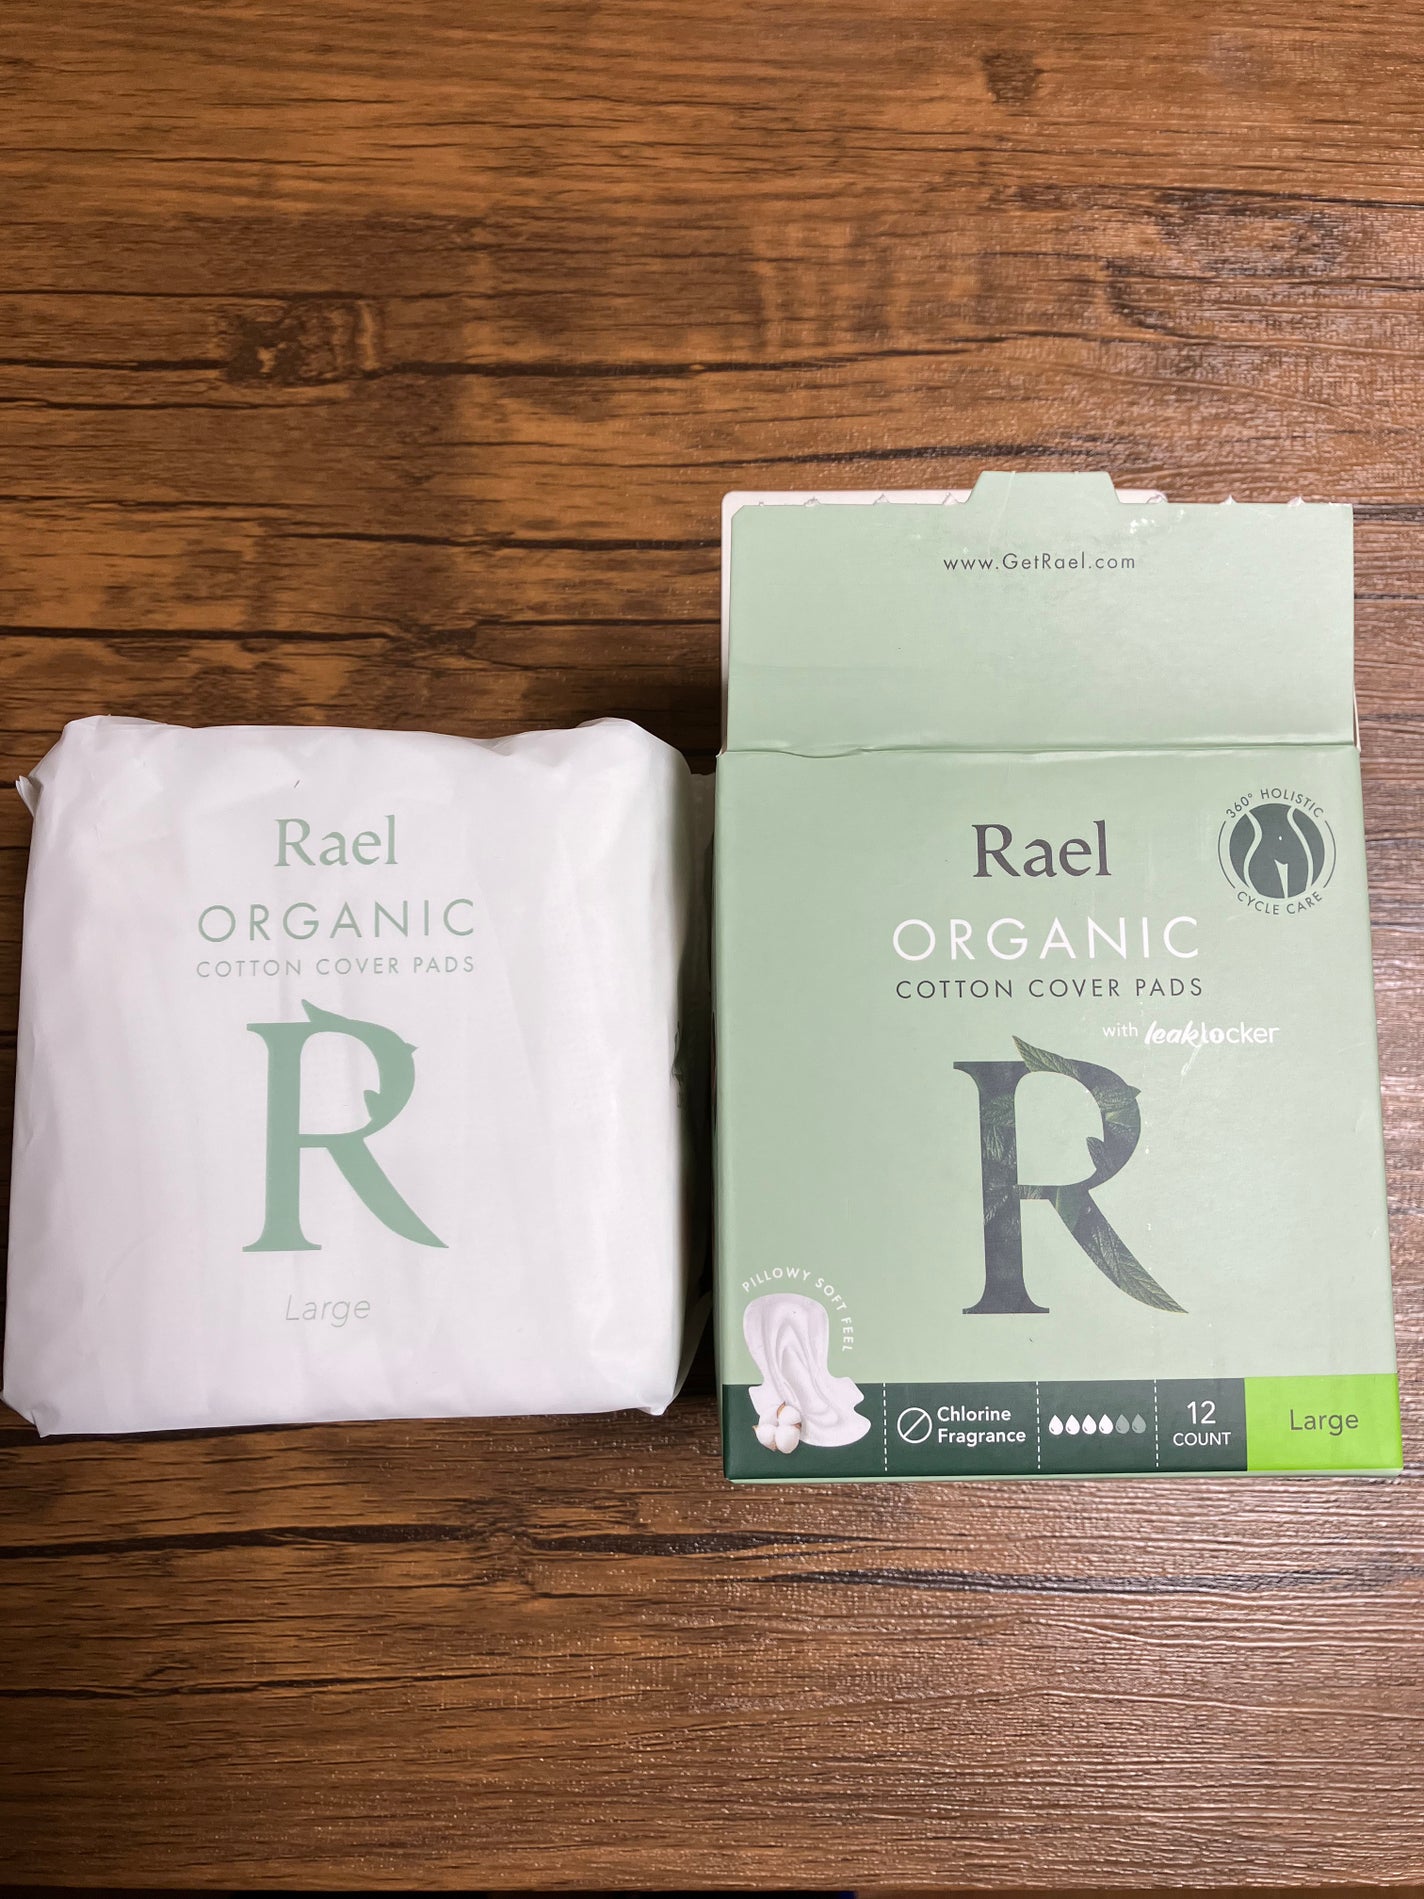 Rael
ORGANIC
COTTON COVER PADS
R
Large
www.GetRael.com
360° HOLISTIC
CYCLE CARE
Rael
ORGANIC
COTTON COVER PADS
with leaklocker
R
PILLOWY SOFT FEEL
Chlorine
Fragrance
12
COUNT
Large